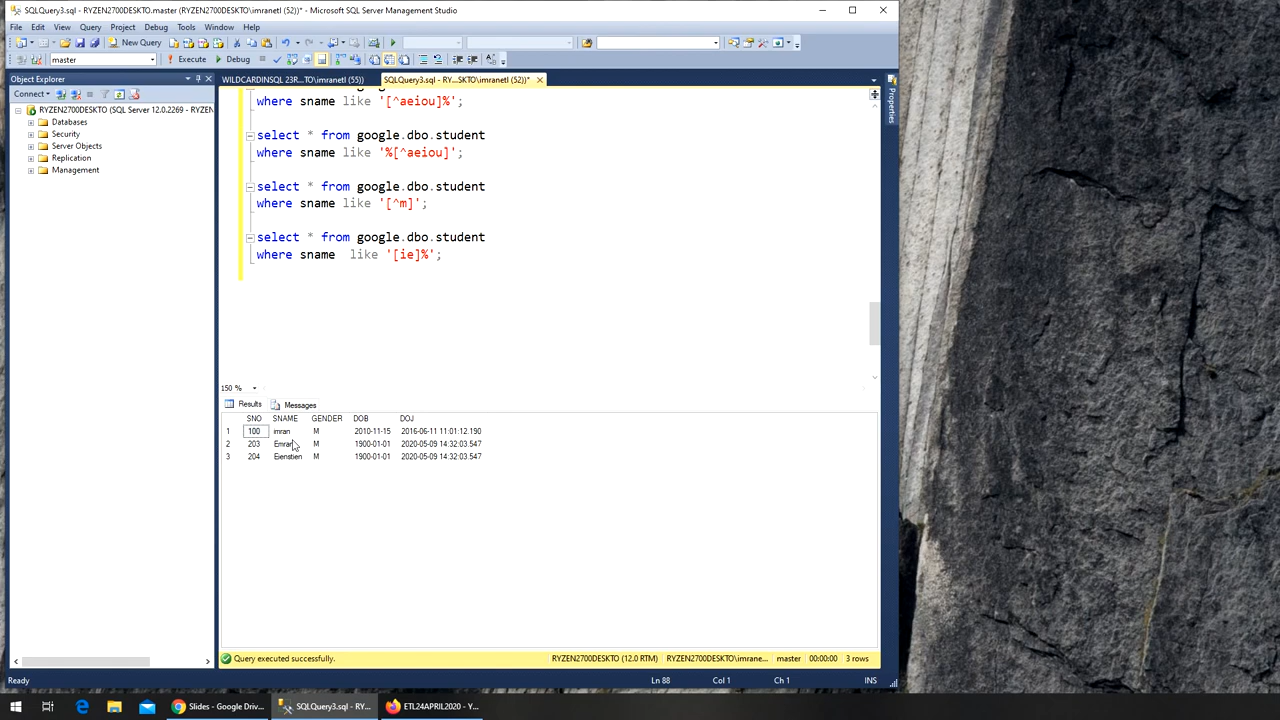 SQLQuery3.sql - RYZEN2700DESKTO.master (RYZEN2700DESKTO\imranetl (52))* - Microsoft SQL Server Management Studio
File Edit View Query Project Debug Tools Window Help
New Query
master Execute Debug
Object Explorer
WILDCARDINSQL 23R...TO\imranetl (55))
SQLQuery3.sql - RY...SKTO\imranetl (52))*
Properties
Connect
RYZEN2700DESKTO (SQL Server 12.0.2269 - RYZEN
Databases
Security
Server Objects
Replication
Management
where sname like '[^aeiou]%';
select * from google.dbo.student
where sname like '%[^aeiou]';
select * from google.dbo.student
where sname like '[^m]';
select * from google.dbo.student
where sname  like '[ie]%';
150 %
Results Messages
SNO SNAME GENDER DOB DOJ
1 100 imran M 2010-11-15 2016-06-11 11:01:12.190
2 203 Emran M 1900-01-01 2020-05-09 14:32:03.547
3 204 Eienstien M 1900-01-01 2020-05-09 14:32:03.547
Query executed successfully. RYZEN2700DESKTO (12.0 RTM) RYZEN2700DESKTO\imrane... master 00:00:00 3 rows
Ready Ln 88 Col 1 Ch 1 INS
Slides - Google Driv... SQLQuery3.sql - RY... ETL24APRIL2020 - Y...